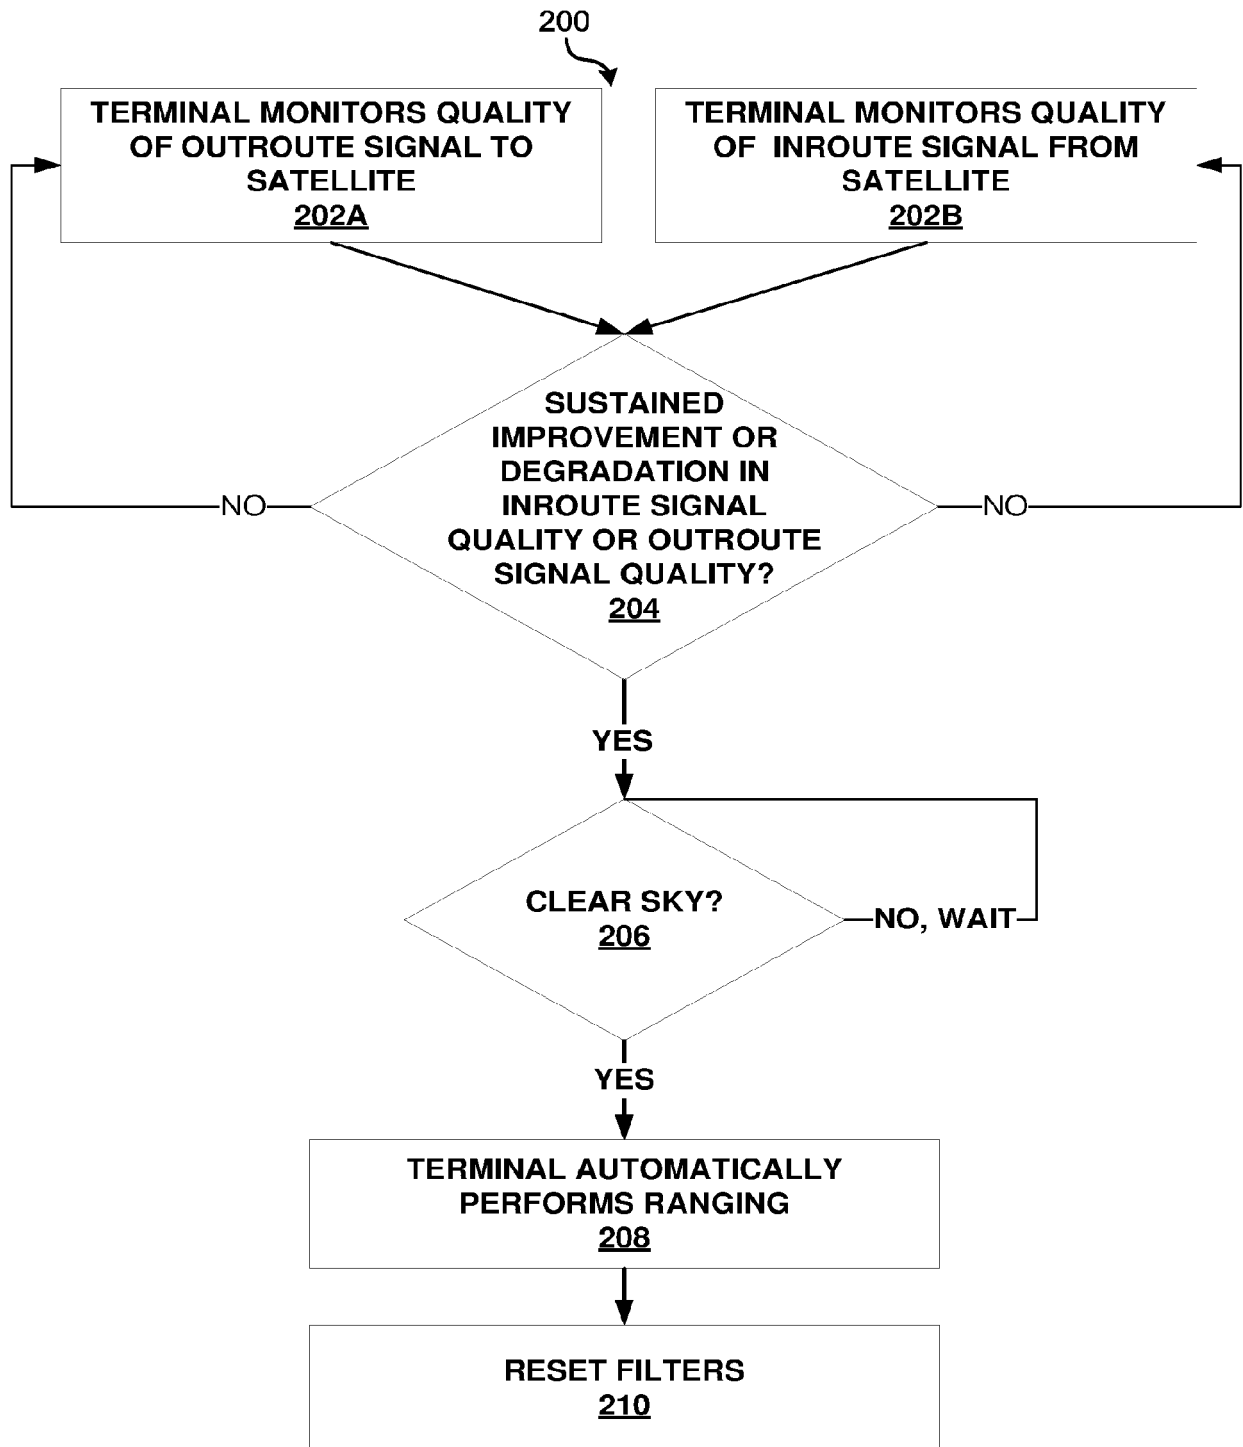 200
TERMINAL MONITORS QUALITY
OF OUTROUTE SIGNAL TO
SATELLITE
202A
TERMINAL MONITORS QUALITY
OF INROUTE SIGNAL FROM
SATELLITE
202B
SUSTAINED
IMPROVEMENT OR
DEGRADATION IN
INROUTE SIGNAL
QUALITY OR OUTROUTE
SIGNAL QUALITY?
204
NO
NO
YES
CLEAR SKY?
206
NO, WAIT
YES
TERMINAL AUTOMATICALLY
PERFORMS RANGING
208
RESET FILTERS
210